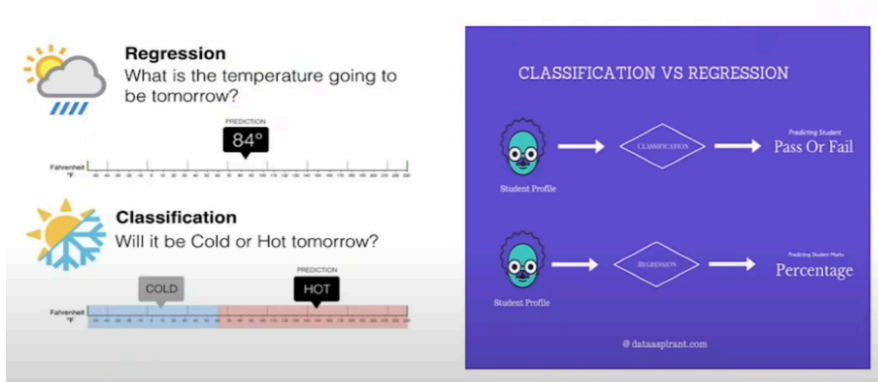 Regression
What is the temperature going to
be tomorrow?
PREDICTION
84°
Fahrenheit
°F
Classification
Will it be Cold or Hot tomorrow?
PREDICTION
COLD
HOT
Fahrenheit
°F
CLASSIFICATION VS REGRESSION
CLASSIFICATION
Predicting Student
Pass Or Fail
Student Profile
REGRESSION
Predicting Student Marks
Percentage
Student Profile
@ dataaspirant.com